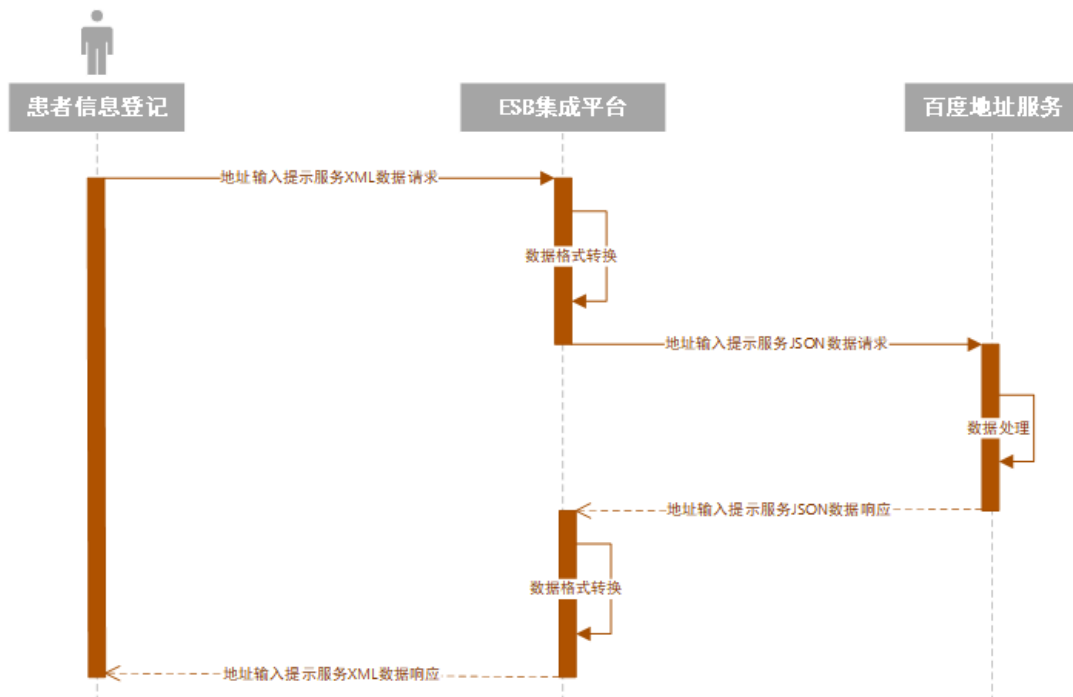 患者信息登记
ESB集成平台
百度地址服务
地址输入提示服务XML数据请求
数据格式转换
地址输入提示服务JSON数据请求
数据处理
地址输入提示服务JSON数据响应
数据格式转换
地址输入提示服务XML数据响应